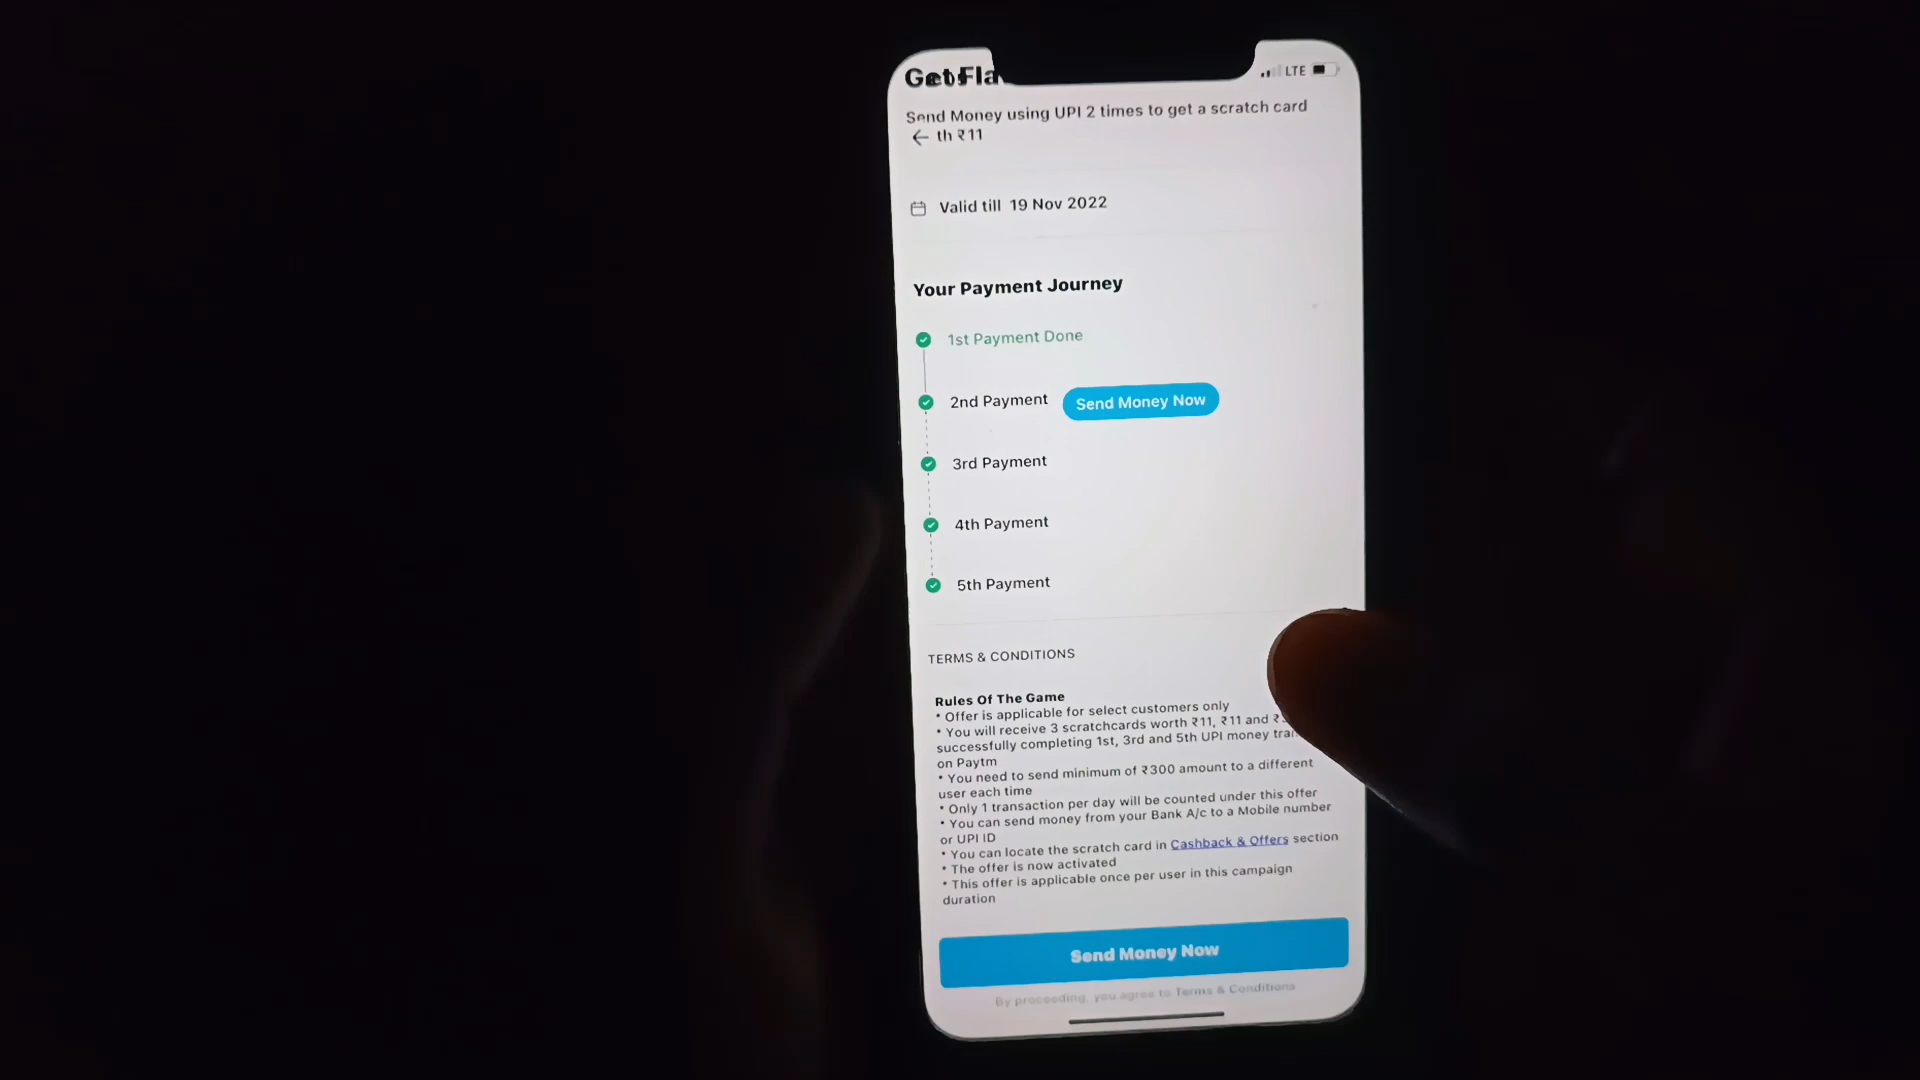 Get Fla
LTE
Send Money using UPI 2 times to get a scratch card
th ₹11
Valid till 19 Nov 2022
Your Payment Journey
1st Payment Done
2nd Payment Send Money Now
3rd Payment
4th Payment
5th Payment
TERMS & CONDITIONS
Rules Of The Game
* Offer is applicable for select customers only
* You will receive 3 scratchcards worth ₹11, ₹11 and ₹
successfully completing 1st, 3rd and 5th UPI money tran
on Paytm
* You need to send minimum of ₹300 amount to a different
user each time
* Only 1 transaction per day will be counted under this offer
* You can send money from your Bank A/c to a Mobile number
or UPI ID
* You can locate the scratch card in Cashback & Offers section
* The offer is now activated
* This offer is applicable once per user in this campaign
duration
Send Money Now
By proceeding, you agree to Terms & Conditions